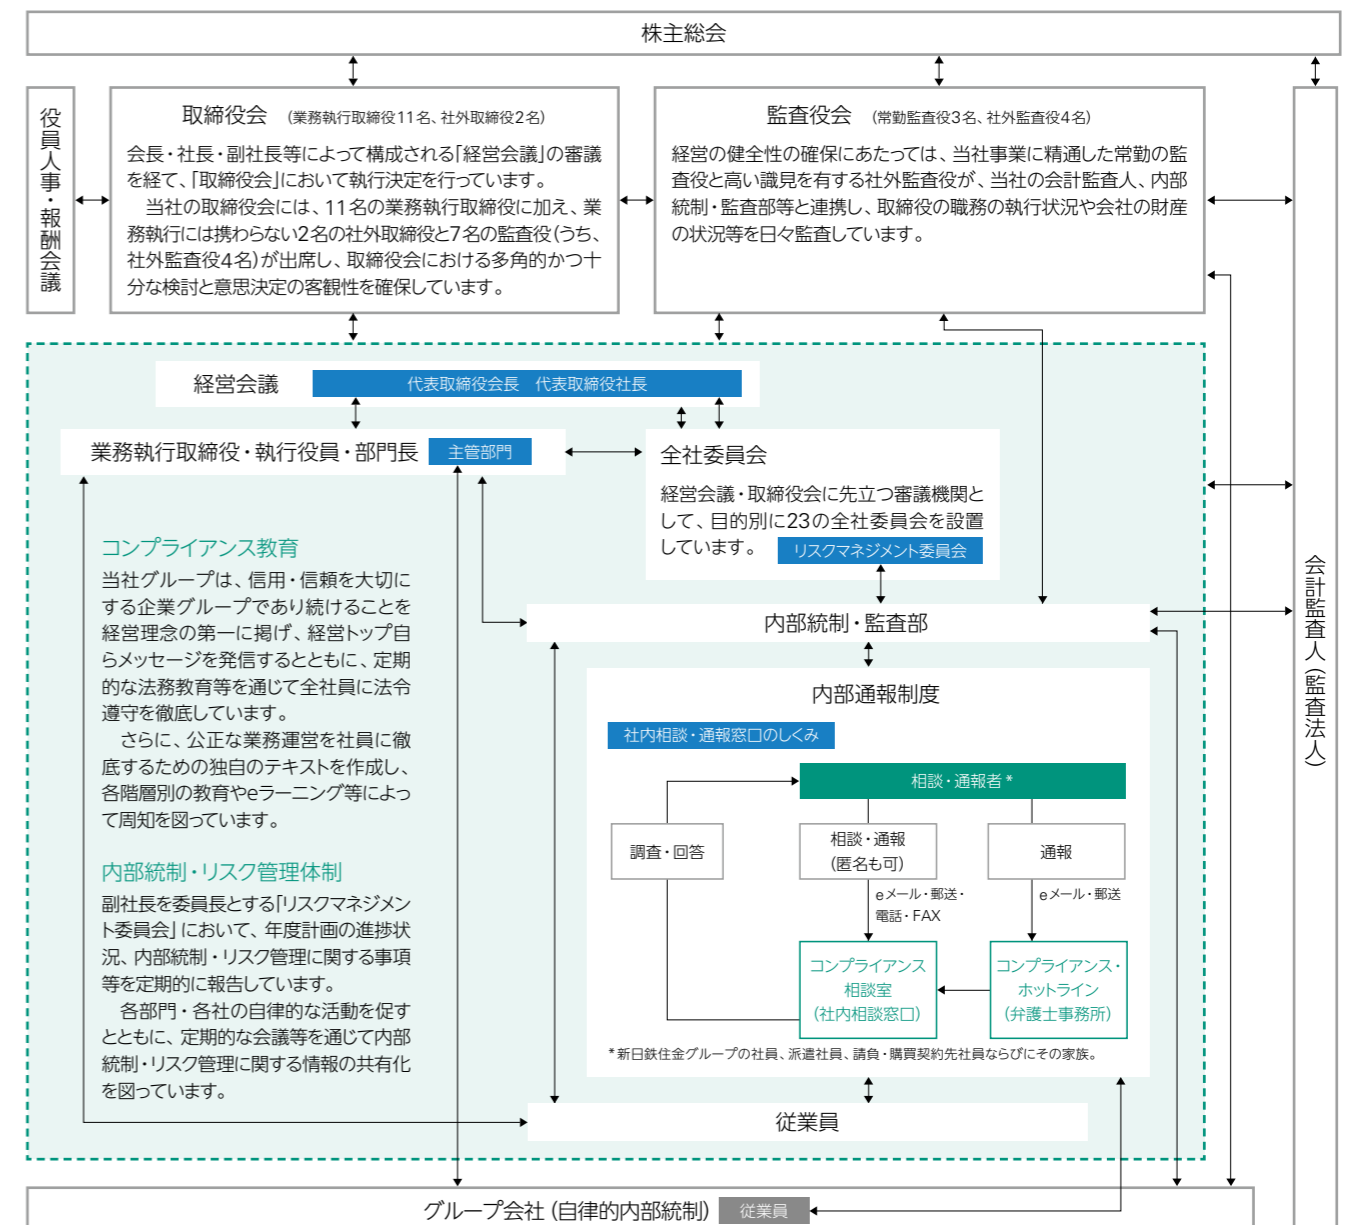 株主総会
役員人事・報酬会議
取締役会 (業務執行取締役11名、社外取締役2名)
会長・社長・副社長等によって構成される「経営会議」の審議
を経て、「取締役会」において執行決定を行っています。
当社の取締役会には、11名の業務執行取締役に加え、業
務執行には携わらない2名の社外取締役と7名の監査役(うち、
社外監査役4名)が出席し、取締役会における多角的かつ十
分な検討と意思決定の客観性を確保しています。
監査役会 (常勤監査役3名、社外監査役4名)
経営の健全性の確保にあたっては、当社事業に精通した常勤の監
査役と高い識見を有する社外監査役が、当社の会計監査人、内部
統制・監査部等と連携し、取締役の職務の執行状況や会社の財産
の状況等を日々監査しています。
会計監査人(監査法人)
経営会議 代表取締役会長 代表取締役社長
業務執行取締役・執行役員・部門長 主管部門
全社委員会
経営会議・取締役会に先立つ審議機関と
して、目的別に23の全社委員会を設置
しています。 リスクマネジメント委員会
コンプライアンス教育
当社グループは、信用・信頼を大切に
する企業グループであり続けることを
経営理念の第一に掲げ、経営トップ自
らメッセージを発信するとともに、定期
的な法務教育等を通じて全社員に法令
遵守を徹底しています。
さらに、公正な業務運営を社員に徹
底するための独自のテキストを作成し、
各階層別の教育やeラーニング等によっ
て周知を図っています。
内部統制・リスク管理体制
副社長を委員長とする「リスクマネジメン
ト委員会」において、年度計画の進捗状
況、内部統制・リスク管理に関する事項
等を定期的に報告しています。
各部門・各社の自律的な活動を促す
とともに、定期的な会議等を通じて内部
統制・リスク管理に関する情報の共有化
を図っています。
内部統制・監査部
内部通報制度
社内相談・通報窓口のしくみ
相談・通報者*
調査・回答
相談・通報
(匿名も可)
通報
eメール・郵送・
電話・FAX
eメール・郵送
コンプライアンス
相談室
(社内相談窓口)
コンプライアンス・
ホットライン
(弁護士事務所)
*新日鉄住金グループの社員、派遣社員、請負・購買契約先社員ならびにその家族。
従業員
グループ会社(自律的内部統制) 従業員